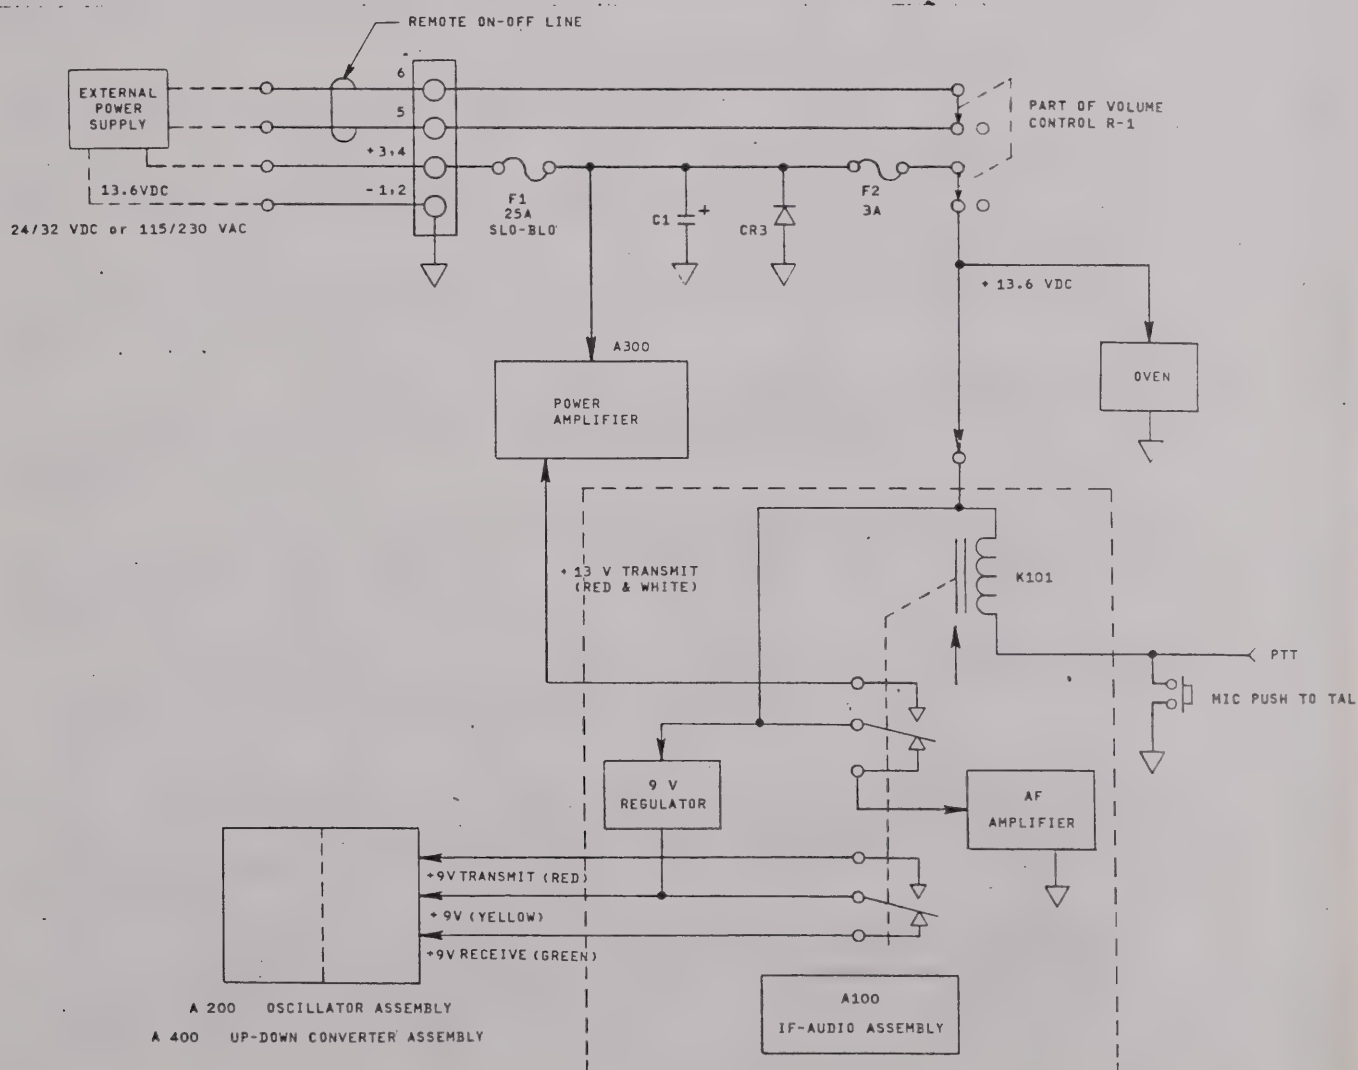 REMOTE ON-OFF LINE
EXTERNAL
POWER
SUPPLY
6
5
+3,4
-1,2
13.6VDC
24/32 VDC or 115/230 VAC
F1
25A
SLO-BLO
C1
+
CR3
F2
3A
PART OF VOLUME
CONTROL R-1
+ 13.6 VDC
OVEN
A300
POWER
AMPLIFIER
+ 13 V TRANSMIT
(RED & WHITE)
K101
PTT
MIC PUSH TO TAL
9 V
REGULATOR
AF
AMPLIFIER
+9V TRANSMIT (RED)
+ 9V (YELLOW)
+9V RECEIVE (GREEN)
A 200 OSCILLATOR ASSEMBLY
A 400 UP-DOWN CONVERTER ASSEMBLY
A100
IF-AUDIO ASSEMBLY